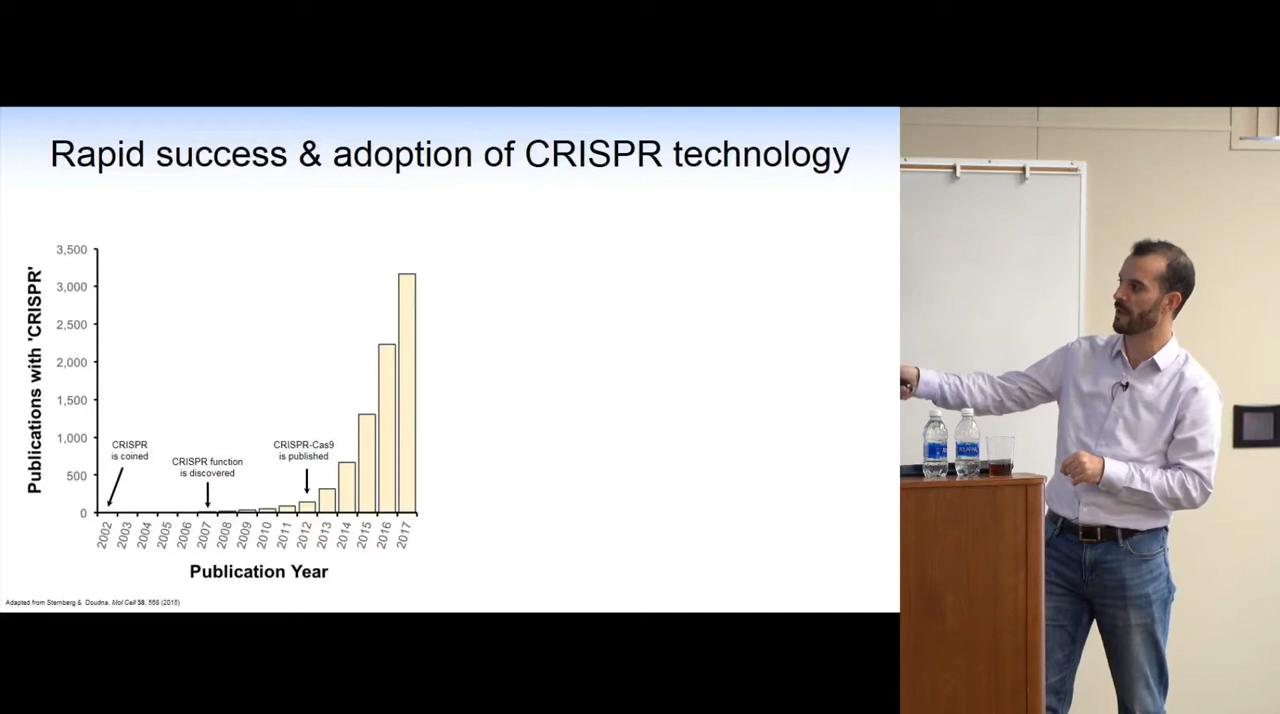 Rapid success & adoption of CRISPR technology
Publications with 'CRISPR'
3,500
3,000
2,500
2,000
1,500
1,000
500
0
CRISPR
is coined
CRISPR function
is discovered
CRISPR-Cas9
is published
2002
2003
2004
2005
2006
2007
2008
2009
2010
2011
2012
2013
2014
2015
2016
2017
Publication Year
Adapted from Sternberg & Doudna, Mol Cell 58, 568 (2015)